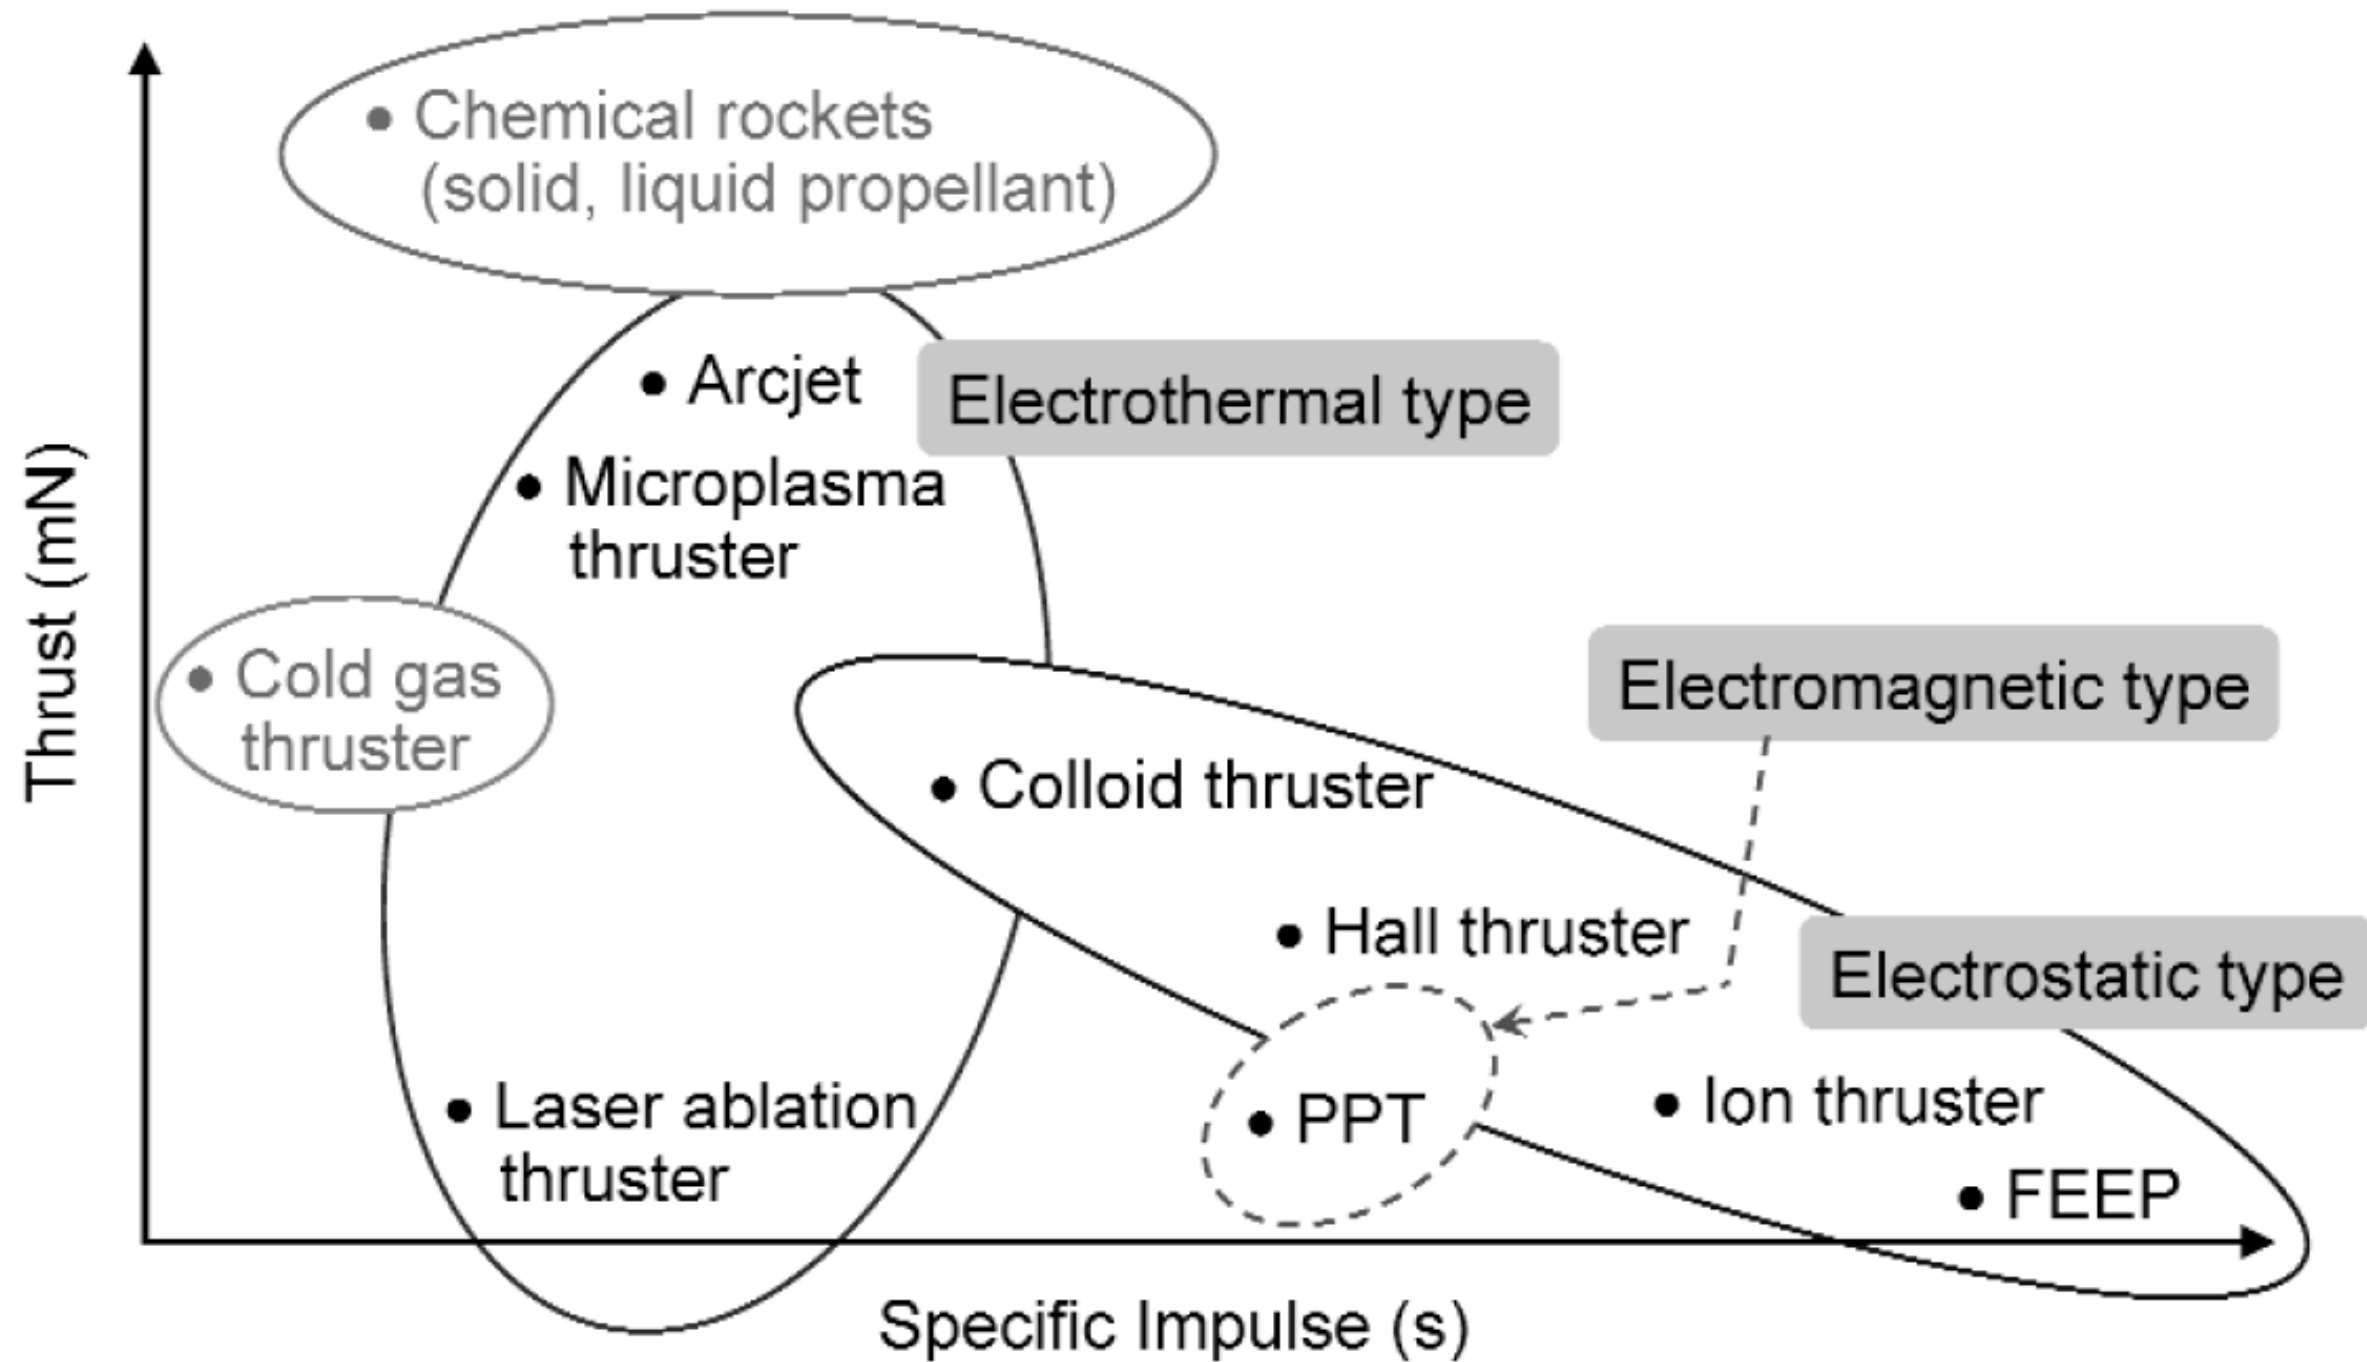 Chemical rockets
(solid, liquid propellant)
Arcjet
Electrothermal type
Microplasma
thruster
Thrust (mN)
Cold gas
thruster
Electromagnetic type
Colloid thruster
Hall thruster
Electrostatic type
Laser ablation
thruster
PPT
Ion thruster
FEEP
Specific Impulse (s)